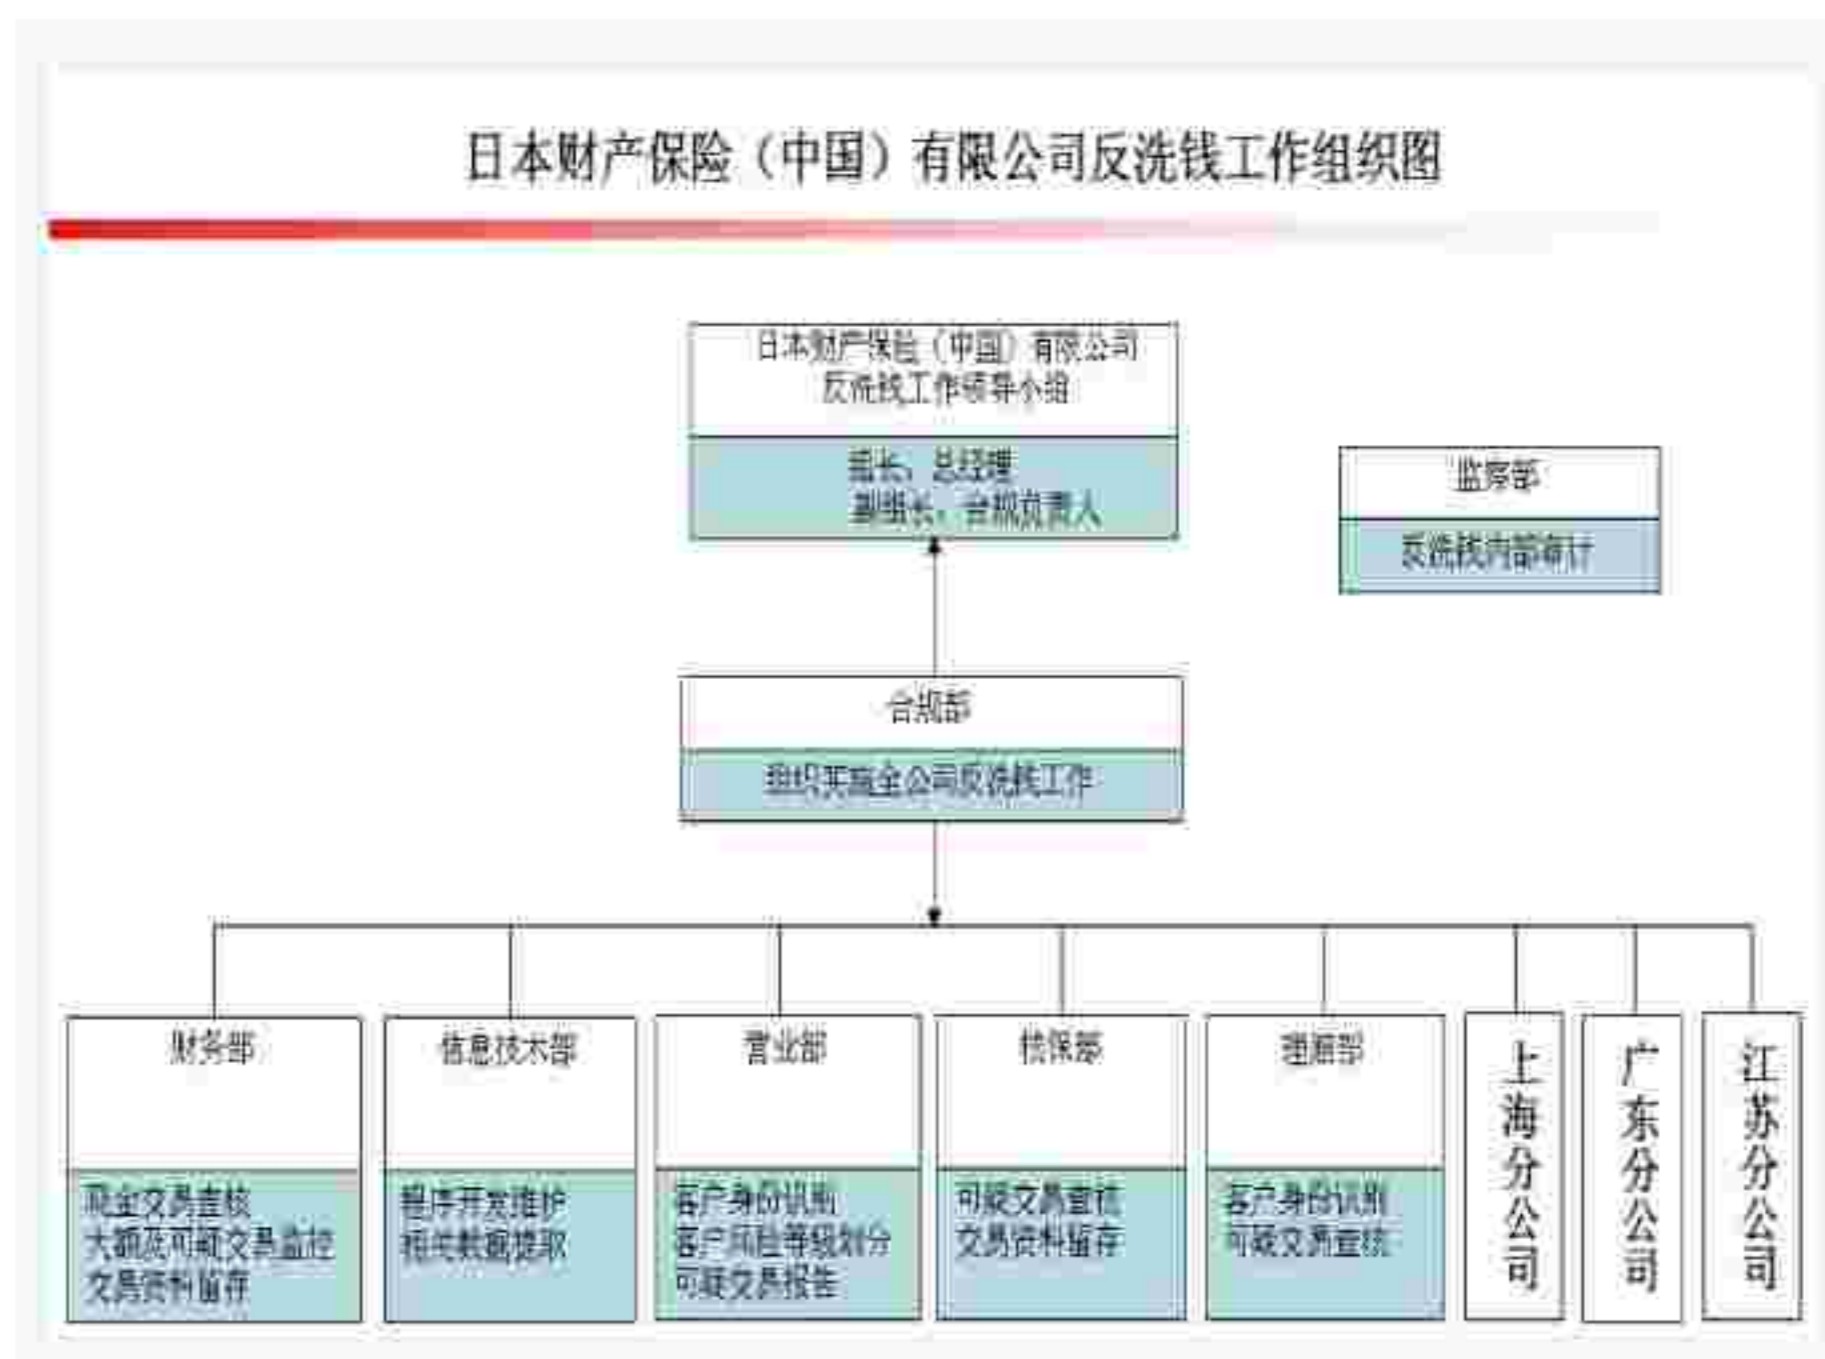 日本财产保险（中国）有限公司反洗钱工作组织图
日本财产保险（中国）有限公司
反洗钱工作领导小组
组长：总经理
副组长：合规负责人
监察部
反洗钱内部审计
合规部
组织实施全公司反洗钱工作
财务部
现金交易查核
大额及可疑交易监控
交易资料留存
信息技术部
程序开发维护
相关数据提取
营业部
客户身份识别
客户风险等级划分
可疑交易报告
核保部
可疑交易查核
交易资料留存
理赔部
客户身份识别
可疑交易查核
上海分公司
广东分公司
江苏分公司